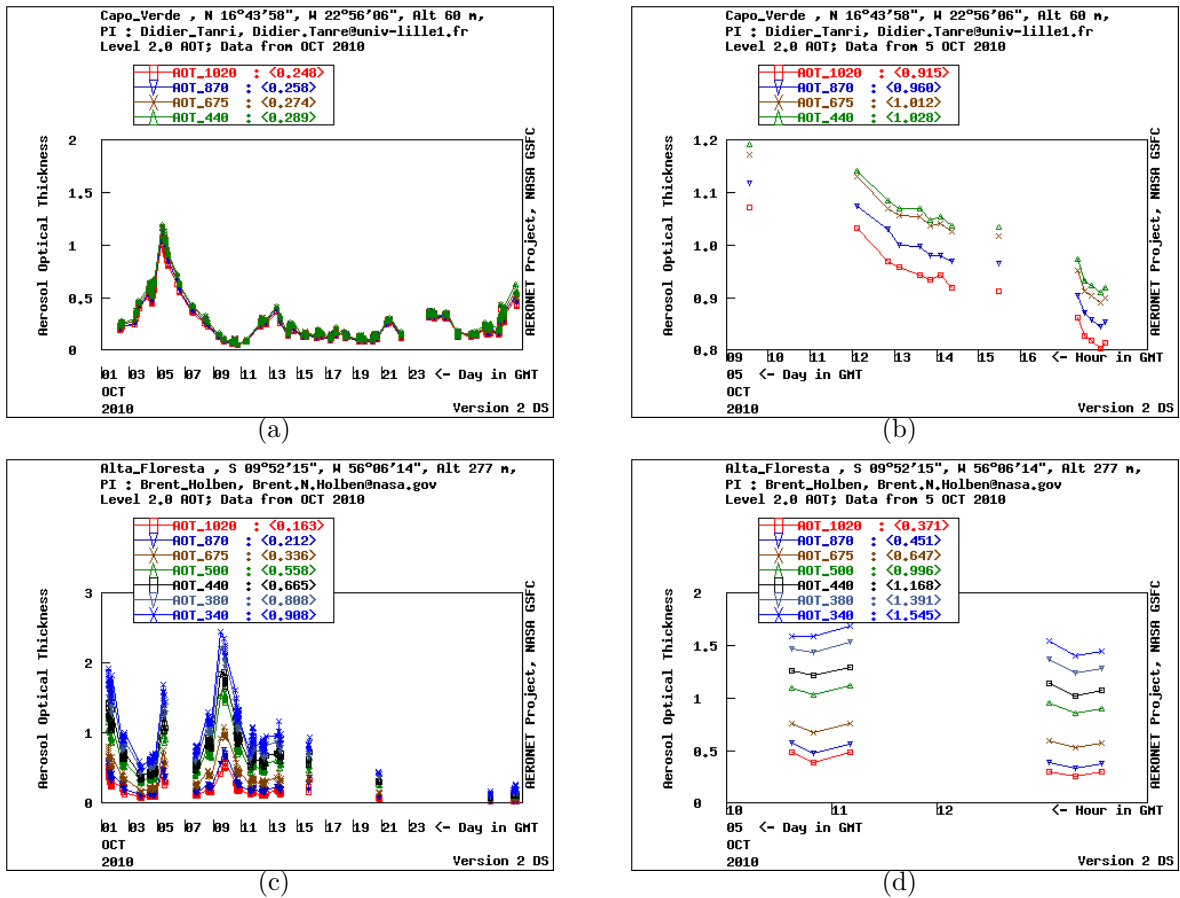 Capo_Verde , N 16°43'58", W 22°56'06", Alt 60 m,
PI : Didier_Tanri, Didier.Tanre@univ-lille1.fr
Level 2.0 AOT; Data from OCT 2010
AOT_1020 : <0.248>
AOT_870 : <0.258>
AOT_675 : <0.274>
AOT_440 : <0.289>
Aerosol Optical Thickness
AERONET Project, NASA GSFC
2
1.5
1
0.5
0
01 03 05 07 09 11 13 15 17 19 21 23 <- Day in GMT
OCT
2010
Version 2 DS
(a)
Capo_Verde , N 16°43'58", W 22°56'06", Alt 60 m,
PI : Didier_Tanri, Didier.Tanre@univ-lille1.fr
Level 2.0 AOT; Data from 5 OCT 2010
AOT_1020 : <0.915>
AOT_870 : <0.960>
AOT_675 : <1.012>
AOT_440 : <1.028>
Aerosol Optical Thickness
AERONET Project, NASA GSFC
1.2
1.1
1.0
0.9
0.8
09 10 11 12 13 14 15 16 <- Hour in GMT
05 <- Day in GMT
OCT
2010
Version 2 DS
(b)
Alta_Floresta , S 09°52'15", W 56°06'14", Alt 277 m,
PI : Brent_Holben, Brent.N.Holben@nasa.gov
Level 2.0 AOT; Data from OCT 2010
AOT_1020 : <0.163>
AOT_870 : <0.212>
AOT_675 : <0.336>
AOT_500 : <0.558>
AOT_440 : <0.665>
AOT_380 : <0.808>
AOT_340 : <0.908>
Aerosol Optical Thickness
AERONET Project, NASA GSFC
3
2
1
0
01 03 05 07 09 11 13 15 17 19 21 23 <- Day in GMT
OCT
2010
Version 2 DS
(c)
Alta_Floresta , S 09°52'15", W 56°06'14", Alt 277 m,
PI : Brent_Holben, Brent.N.Holben@nasa.gov
Level 2.0 AOT; Data from 5 OCT 2010
AOT_1020 : <0.371>
AOT_870 : <0.451>
AOT_675 : <0.647>
AOT_500 : <0.996>
AOT_440 : <1.168>
AOT_380 : <1.391>
AOT_340 : <1.545>
Aerosol Optical Thickness
AERONET Project, NASA GSFC
2
1.5
1
0.5
0
10 11 12 <- Hour in GMT
05 <- Day in GMT
OCT
2010
Version 2 DS
(d)